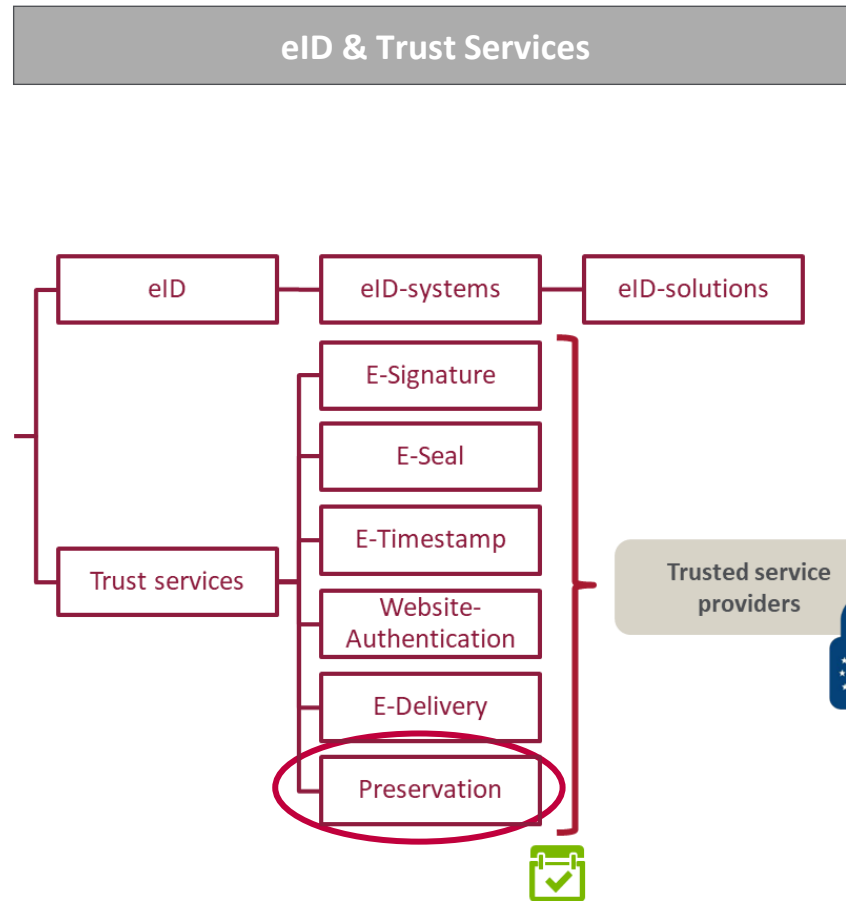 eID & Trust Services
eID
eID-systems
eID-solutions
E-Signature
E-Seal
E-Timestamp
Trust services
Website-
Authentication
E-Delivery
Preservation
Trusted service
providers